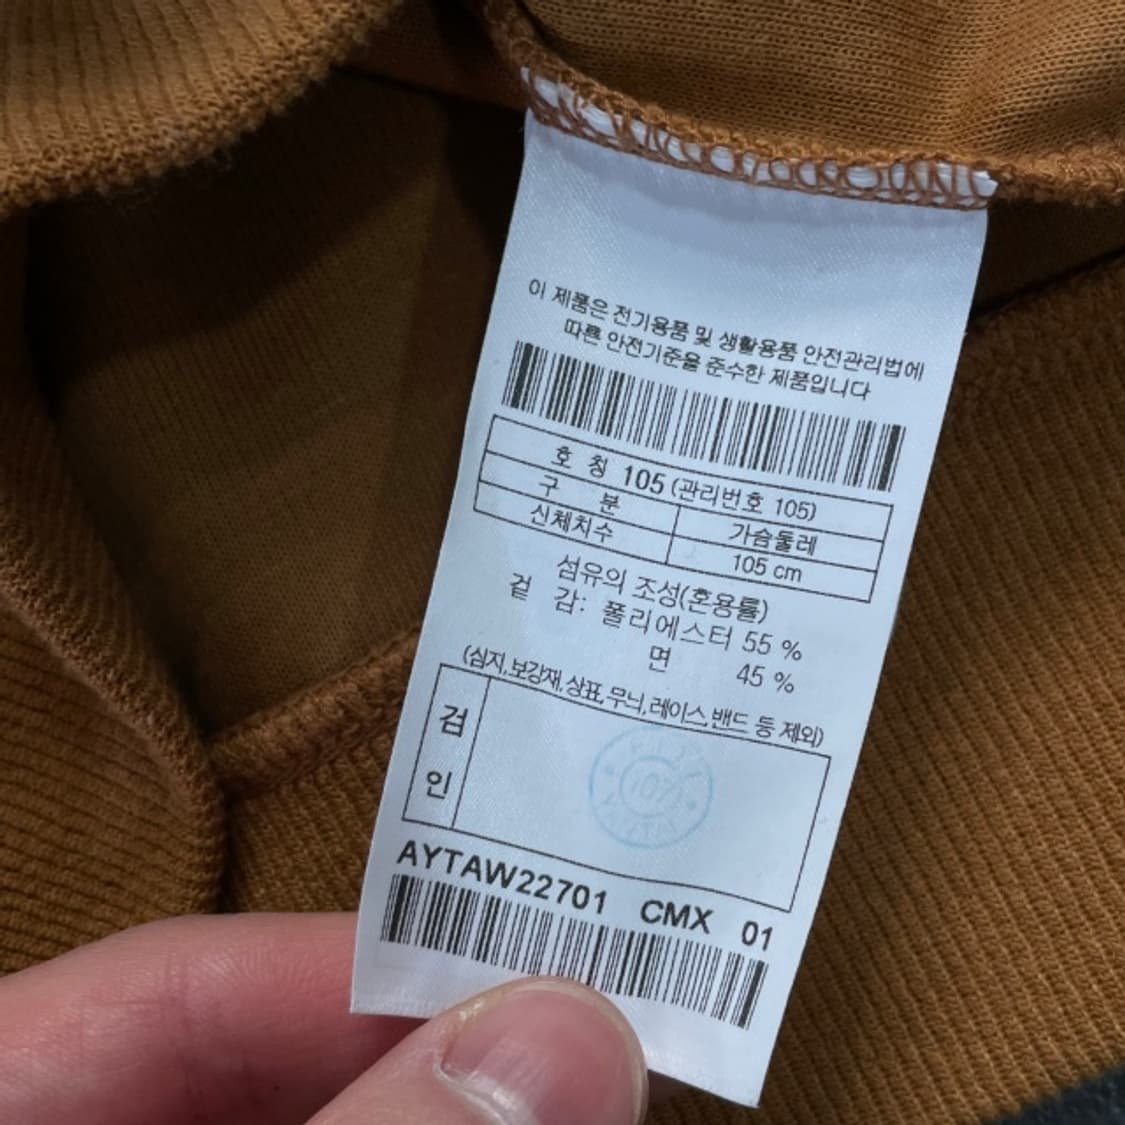 이 제품은 전기용품 및 생활용품 안전관리법에
따른 안전기준을 준수한 제품입니다
호 칭 105 (관리번호 105)
구 분 가슴둘레
신체치수 105 cm
섬유의 조성(혼용률)
겉 감: 폴리에스터 55 %
면 45 %
(심지,보강재,상표,무늬,레이스,밴드 등 제외)
검
인
AYTAW22701 CMX 01